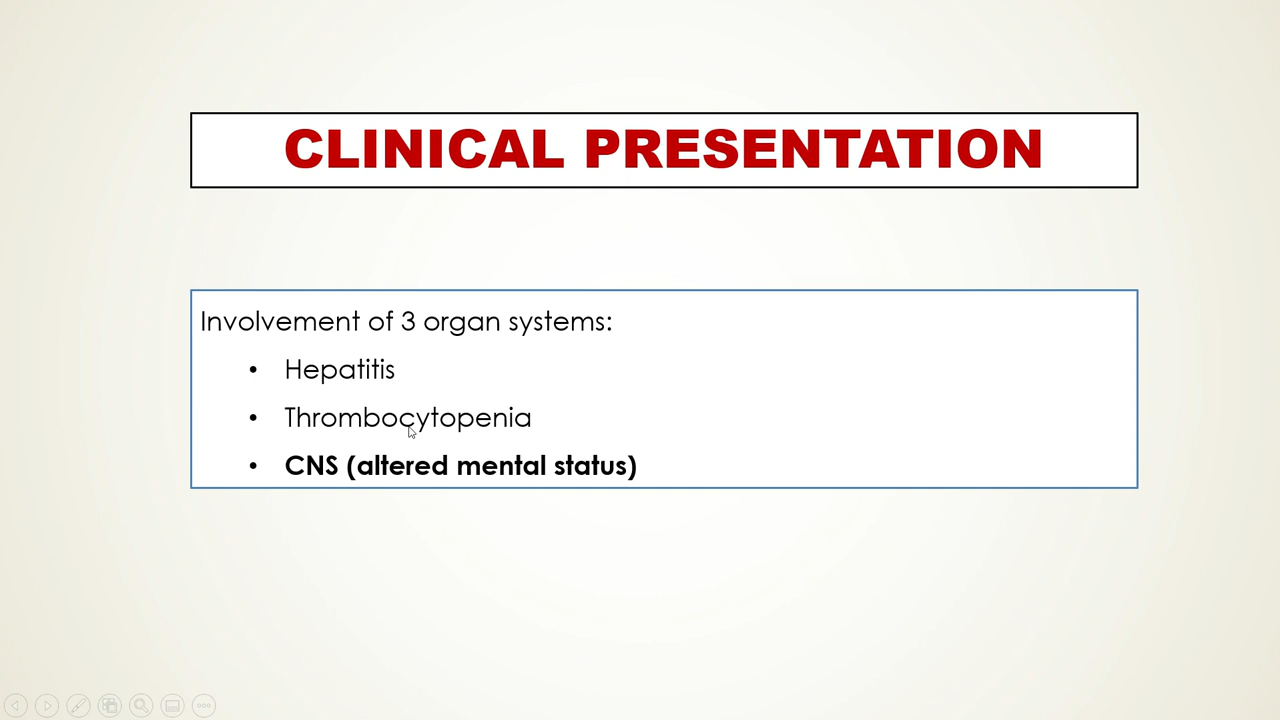 CLINICAL PRESENTATION
Involvement of 3 organ systems:
• Hepatitis
• Thrombocytopenia
• CNS (altered mental status)